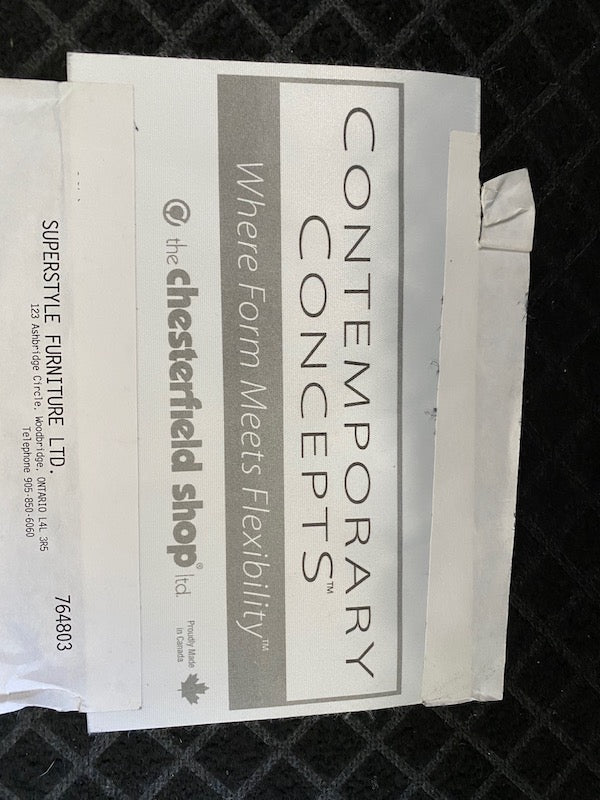 CONTEMPORARY
CONCEPTS™
Where Form Meets Flexibility™
the chesterfield shop® ltd.
Proudly Made
in Canada
SUPERSTYLE FURNITURE LTD.
764803
123 Ashbridge Circle, Woodbridge, ONTARIO L4L 3R5
Telephone 905-850-6060